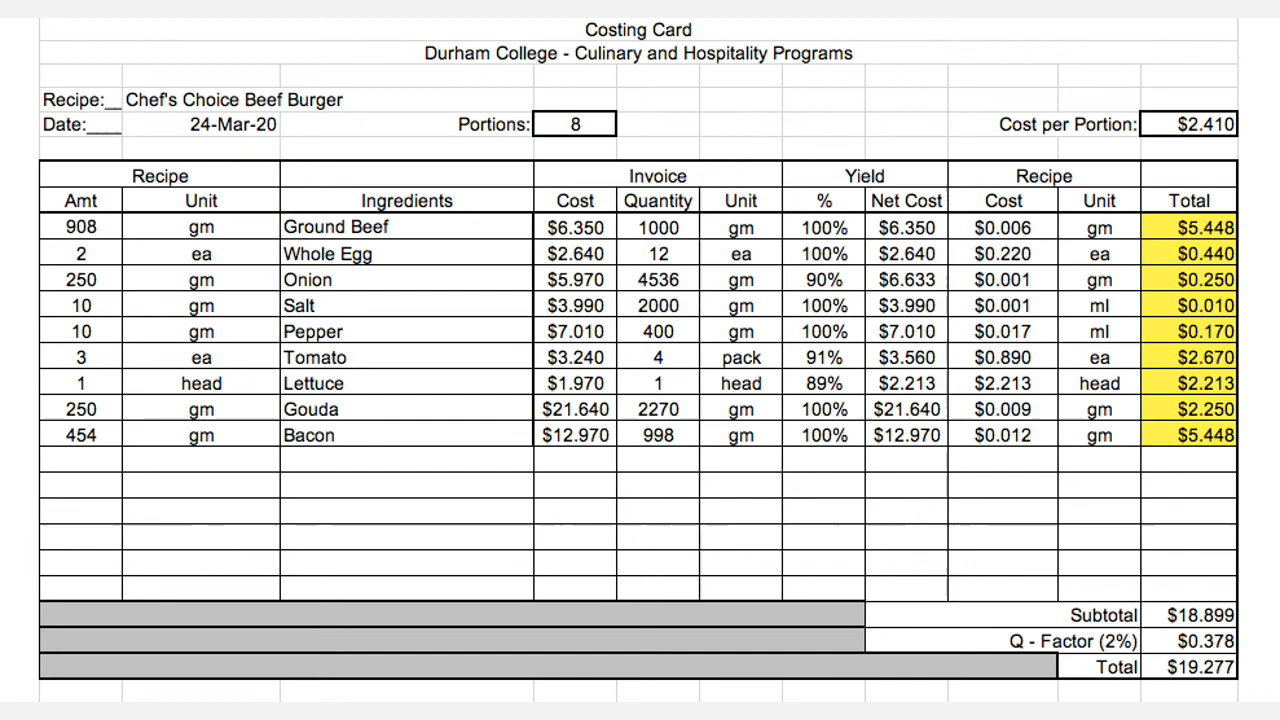 Costing Card
Durham College - Culinary and Hospitality Programs
Recipe:__ Chef's Choice Beef Burger
Date:____ 24-Mar-20 Portions: 8 Cost per Portion: $2.410
Recipe Invoice Yield Recipe
Amt Unit Ingredients Cost Quantity Unit % Net Cost Cost Unit Total
908 gm Ground Beef $6.350 1000 gm 100% $6.350 $0.006 gm $5.448
2 ea Whole Egg $2.640 12 ea 100% $2.640 $0.220 ea $0.440
250 gm Onion $5.970 4536 gm 90% $6.633 $0.001 gm $0.250
10 gm Salt $3.990 2000 gm 100% $3.990 $0.001 ml $0.010
10 gm Pepper $7.010 400 gm 100% $7.010 $0.017 ml $0.170
3 ea Tomato $3.240 4 pack 91% $3.560 $0.890 ea $2.670
1 head Lettuce $1.970 1 head 89% $2.213 $2.213 head $2.213
250 gm Gouda $21.640 2270 gm 100% $21.640 $0.009 gm $2.250
454 gm Bacon $12.970 998 gm 100% $12.970 $0.012 gm $5.448
Subtotal $18.899
Q - Factor (2%) $0.378
Total $19.277